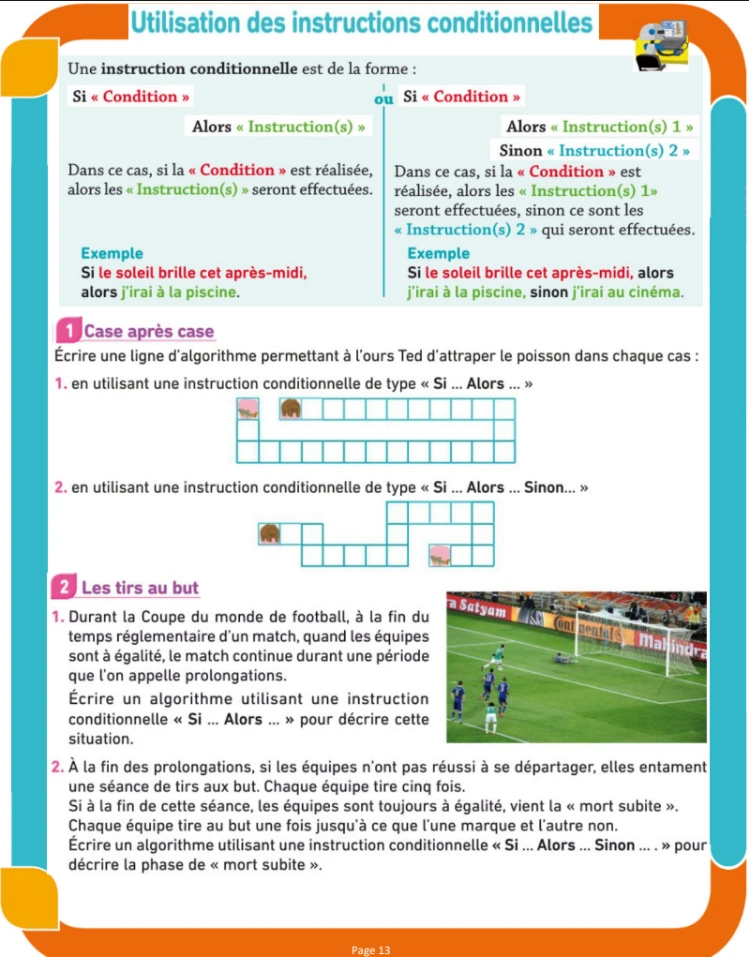 Utilisation des instructions conditionnelles
Une instruction conditionnelle est de la forme :
Si « Condition »
Alors « Instruction(s) »
Dans ce cas, si la « Condition » est réalisée,
alors les « Instruction(s) » seront effectuées.
Exemple
Si le soleil brille cet après-midi,
alors j'irai à la piscine.
ou
Si « Condition »
Alors « Instruction(s) 1 »
Sinon « Instruction(s) 2 »
Dans ce cas, si la « Condition » est
réalisée, alors les « Instruction(s) 1»
seront effectuées, sinon ce sont les
« Instruction(s) 2 » qui seront effectuées.
Exemple
Si le soleil brille cet après-midi, alors
j'irai à la piscine, sinon j'irai au cinéma.
1 Case après case
Écrire une ligne d'algorithme permettant à l'ours Ted d'attraper le poisson dans chaque cas :
1. en utilisant une instruction conditionnelle de type « Si ... Alors ... »
2. en utilisant une instruction conditionnelle de type « Si ... Alors ... Sinon... »
2 Les tirs au but
1. Durant la Coupe du monde de football, à la fin du
temps réglementaire d'un match, quand les équipes
sont à égalité, le match continue durant une période
que l'on appelle prolongations.
Écrire un algorithme utilisant une instruction
conditionnelle « Si ... Alors ... » pour décrire cette
situation.
a Satyam
Continental
Mahindra
2. À la fin des prolongations, si les équipes n'ont pas réussi à se départager, elles entament
une séance de tirs aux but. Chaque équipe tire cinq fois.
Si à la fin de cette séance, les équipes sont toujours à égalité, vient la « mort subite ».
Chaque équipe tire au but une fois jusqu'à ce que l'une marque et l'autre non.
Écrire un algorithme utilisant une instruction conditionnelle « Si ... Alors ... Sinon ... . » pour
décrire la phase de « mort subite ».
Page 13